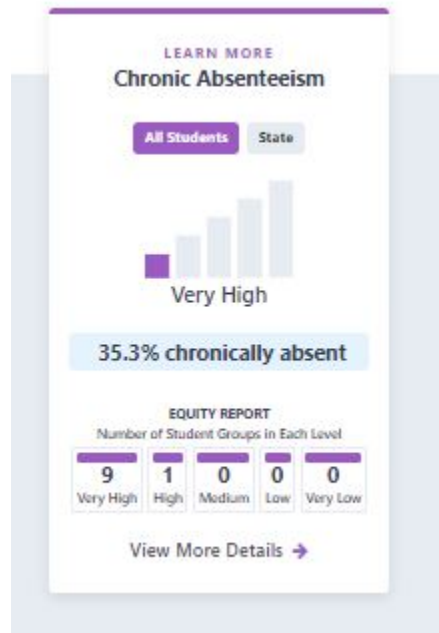 LEARN MORE
Chronic Absenteeism
All Students State
Very High
35.3% chronically absent
EQUITY REPORT
Number of Student Groups in Each Level
9 1 0 0 0
Very High High Medium Low Very Low
View More Details →